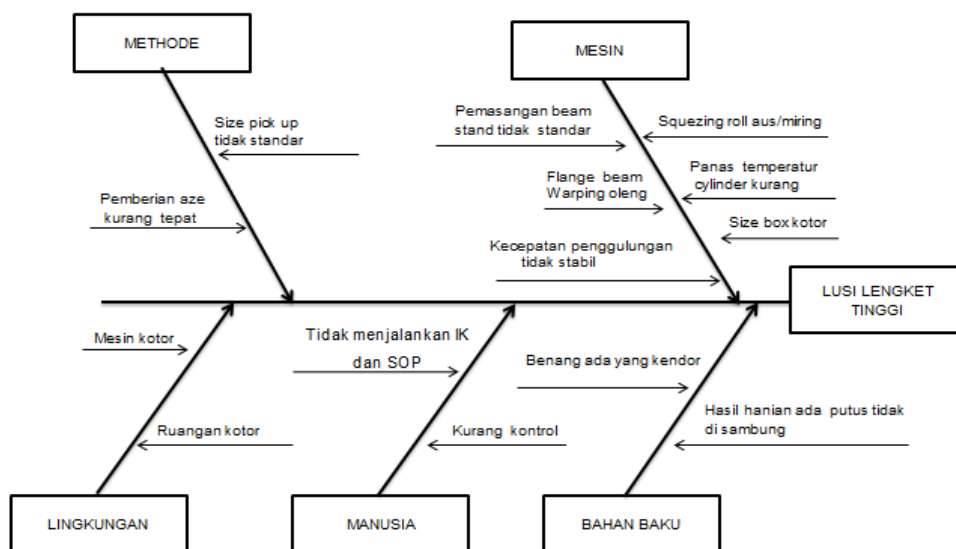 METHODE
MESIN
Size pick up
tidak standar
Pemberian aze
kurang tepat
Pemasangan beam
stand tidak standar
Squezing roll aus/miring
Flange beam
Warping oleng
Panas temperatur
cylinder kurang
Size box kotor
Kecepatan penggulungan
tidak stabil
LUSI LENGKET
TINGGI
Mesin kotor
Ruangan kotor
Tidak menjalankan IK
dan SOP
Kurang kontrol
Benang ada yang kendor
Hasil hanian ada putus tidak
di sambung
LINGKUNGAN
MANUSIA
BAHAN BAKU